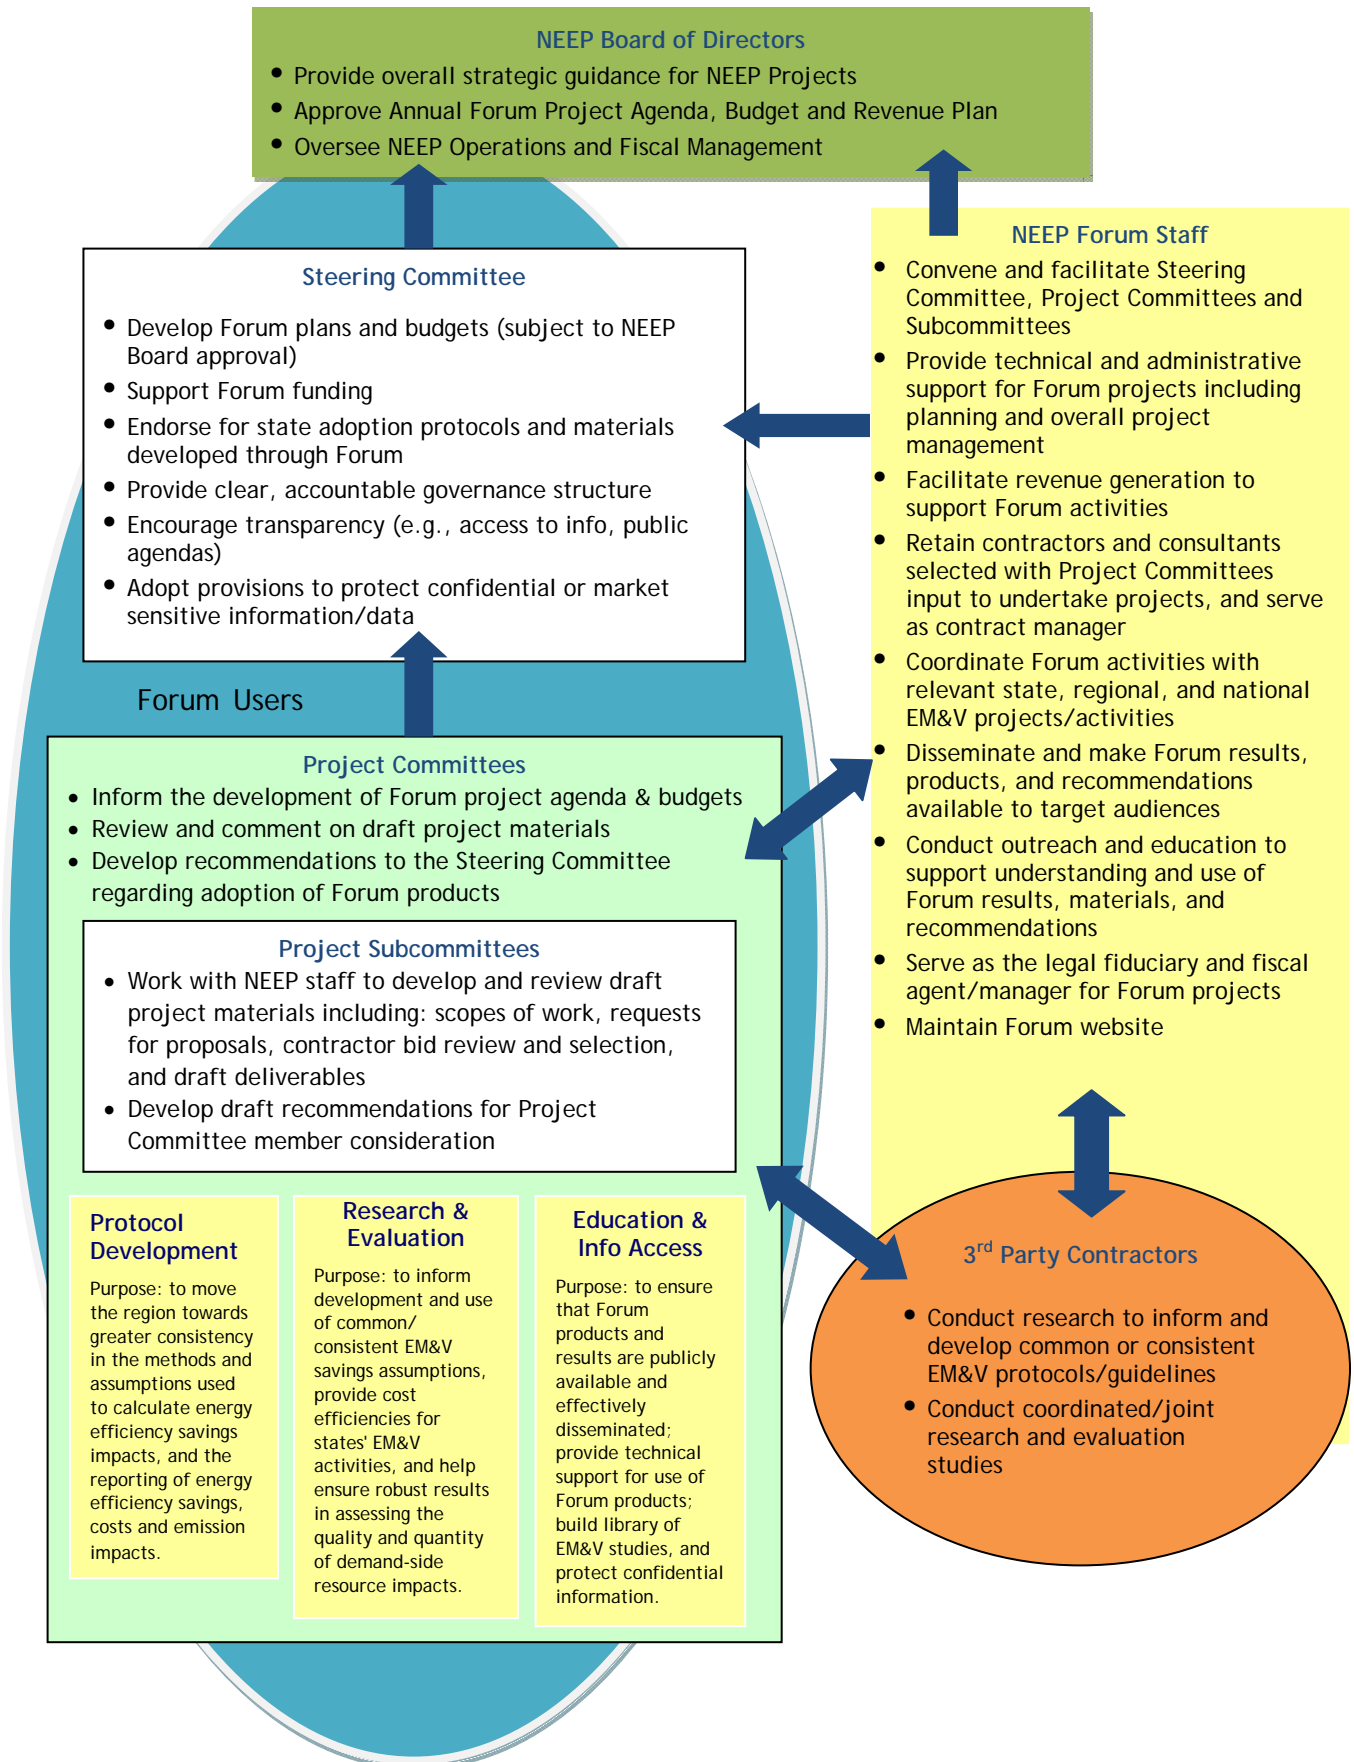 NEEP Board of Directors
• Provide overall strategic guidance for NEEP Projects
• Approve Annual Forum Project Agenda, Budget and Revenue Plan
• Oversee NEEP Operations and Fiscal Management
Steering Committee
• Develop Forum plans and budgets (subject to NEEP
Board approval)
• Support Forum funding
• Endorse for state adoption protocols and materials
developed through Forum
• Provide clear, accountable governance structure
• Encourage transparency (e.g., access to info, public
agendas)
• Adopt provisions to protect confidential or market
sensitive information/data
Forum Users
Project Committees
• Inform the development of Forum project agenda & budgets
• Review and comment on draft project materials
• Develop recommendations to the Steering Committee
regarding adoption of Forum products
Project Subcommittees
• Work with NEEP staff to develop and review draft
project materials including: scopes of work, requests
for proposals, contractor bid review and selection,
and draft deliverables
• Develop draft recommendations for Project
Committee member consideration
Protocol
Development
Purpose: to move
the region towards
greater consistency
in the methods and
assumptions used
to calculate energy
efficiency savings
impacts, and the
reporting of energy
efficiency savings,
costs and emission
impacts.
Research &
Evaluation
Purpose: to inform
development and use
of common/
consistent EM&V
savings assumptions,
provide cost
efficiencies for
states' EM&V
activities, and help
ensure robust results
in assessing the
quality and quantity
of demand-side
resource impacts.
Education &
Info Access
Purpose: to ensure
that Forum
products and
results are publicly
available and
effectively
disseminated;
provide technical
support for use of
Forum products;
build library of
EM&V studies, and
protect confidential
information.
NEEP Forum Staff
• Convene and facilitate Steering
Committee, Project Committees and
Subcommittees
• Provide technical and administrative
support for Forum projects including
planning and overall project
management
• Facilitate revenue generation to
support Forum activities
• Retain contractors and consultants
selected with Project Committees
input to undertake projects, and serve
as contract manager
• Coordinate Forum activities with
relevant state, regional, and national
EM&V projects/activities
• Disseminate and make Forum results,
products, and recommendations
available to target audiences
• Conduct outreach and education to
support understanding and use of
Forum results, materials, and
recommendations
• Serve as the legal fiduciary and fiscal
agent/manager for Forum projects
• Maintain Forum website
3rd Party Contractors
• Conduct research to inform and
develop common or consistent
EM&V protocols/guidelines
• Conduct coordinated/joint
research and evaluation
studies